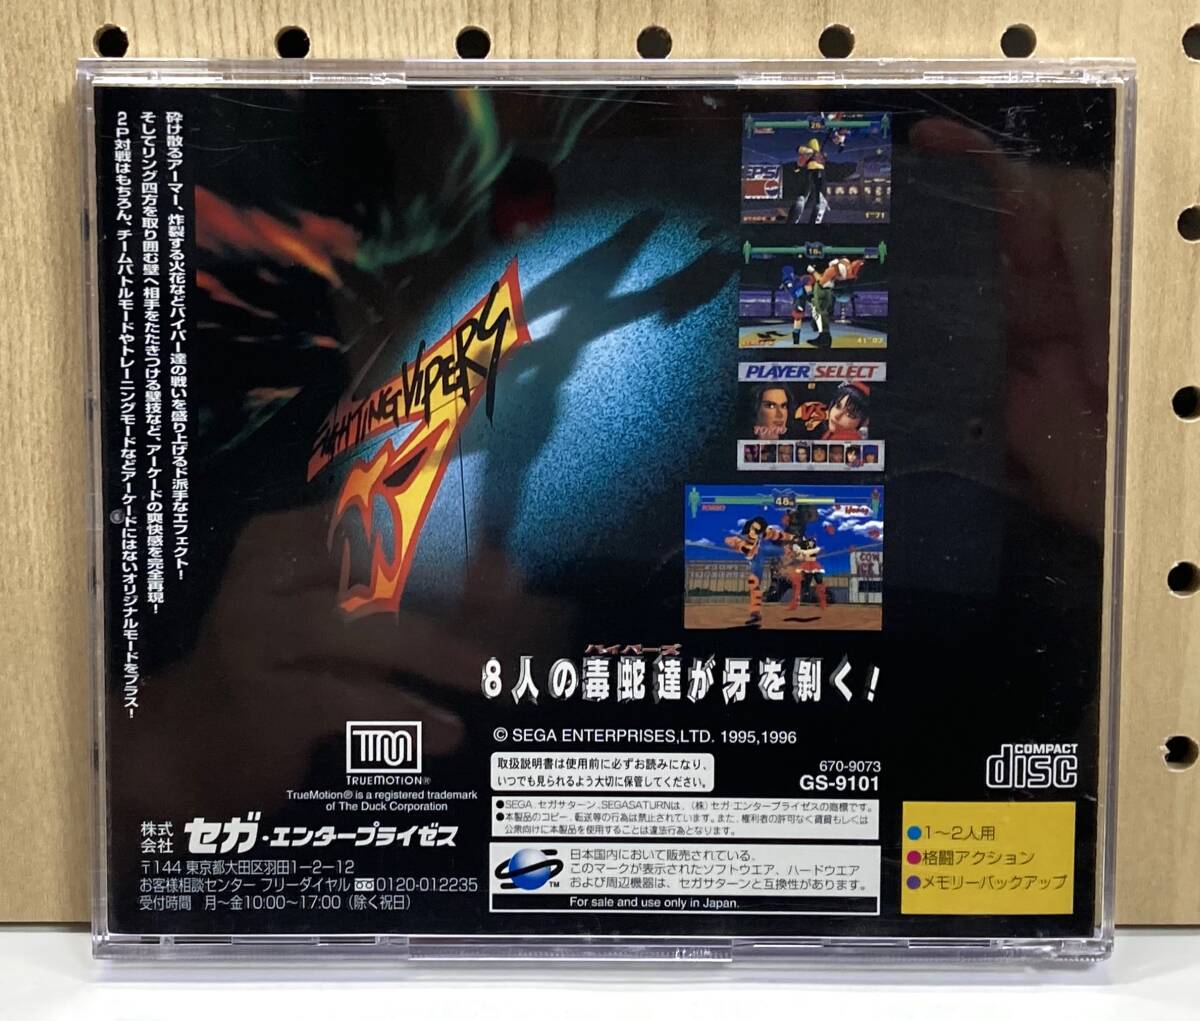 砕け散るアーマー、炸裂する火花などバイパー達の戦いを盛り上げるド派手なエフェクト!
そしてリング四方を取り囲む壁へ相手をたたきつける壁技など、アーケードの爽快感を完全再現!
2P対戦はもちろん、チームバトルモードやトレーニングモードなどアーケードにはないオリジナルモードをプラス!
FIGHTING VIPERS
PLAYER SELECT
TOKIO
VS
48
バイパーズ
8人の毒蛇達が牙を剝く!
© SEGA ENTERPRISES,LTD. 1995,1996
TRUEMOTION®
TrueMotion® is a registered trademark
of The Duck Corporation
取扱説明書は使用前に必ずお読みになり、
いつでも見られるよう大切に保管してください。
670-9073
GS-9101
COMPACT
disc
●SEGA、セガサターン、SEGASATURNは、(株)セガ・エンタープライゼスの商標です。
●本製品のコピー、転送等の行為は禁止されています。また、権利者の許可なく賃貸もしくは
公衆向けに本製品を使用することは違法行為となります。
株式会社 セガ・エンタープライゼス
〒144 東京都大田区羽田1−2−12
お客様相談センター フリーダイヤル 0120-012235
受付時間 月〜金10:00〜17:00（除く祝日）
TM
日本国内において販売されている、
このマークが表示されたソフトウエア、ハードウエア
および周辺機器は、セガサターンと互換性があります。
For sale and use only in Japan.
●1〜2人用
●格闘アクション
●メモリーバックアップ